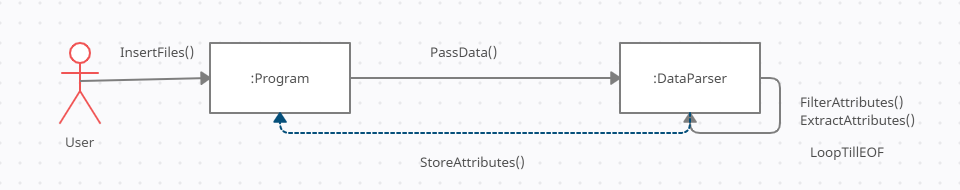 InsertFiles()
PassData()
:Program
:DataParser
FilterAttributes()
ExtractAttributes()
User
LoopTillEOF
StoreAttributes()